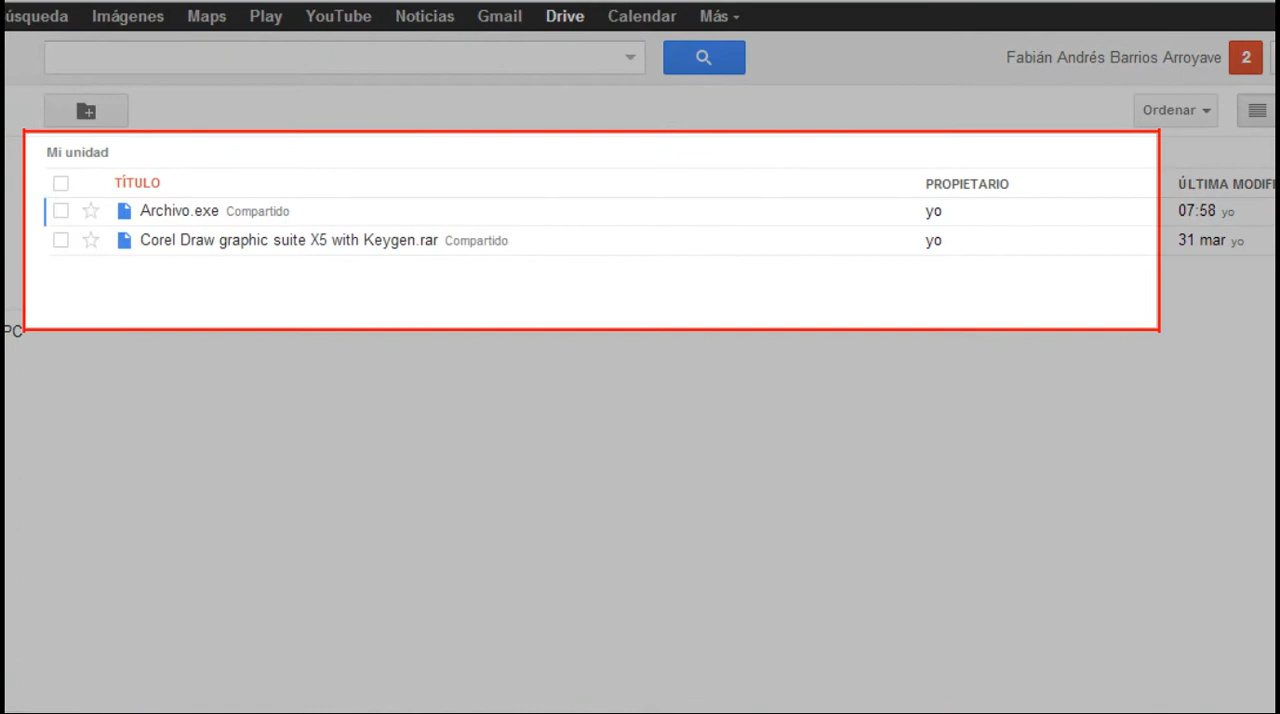 úsqueda Imágenes Maps Play YouTube Noticias Gmail Drive Calendar Más
Fabián Andrés Barrios Arroyave 2
Ordenar
Mi unidad
TÍTULO PROPIETARIO ÚLTIMA MODIFI
Archivo.exe Compartido yo 07:58 yo
Corel Draw graphic suite X5 with Keygen.rar Compartido yo 31 mar yo
PC